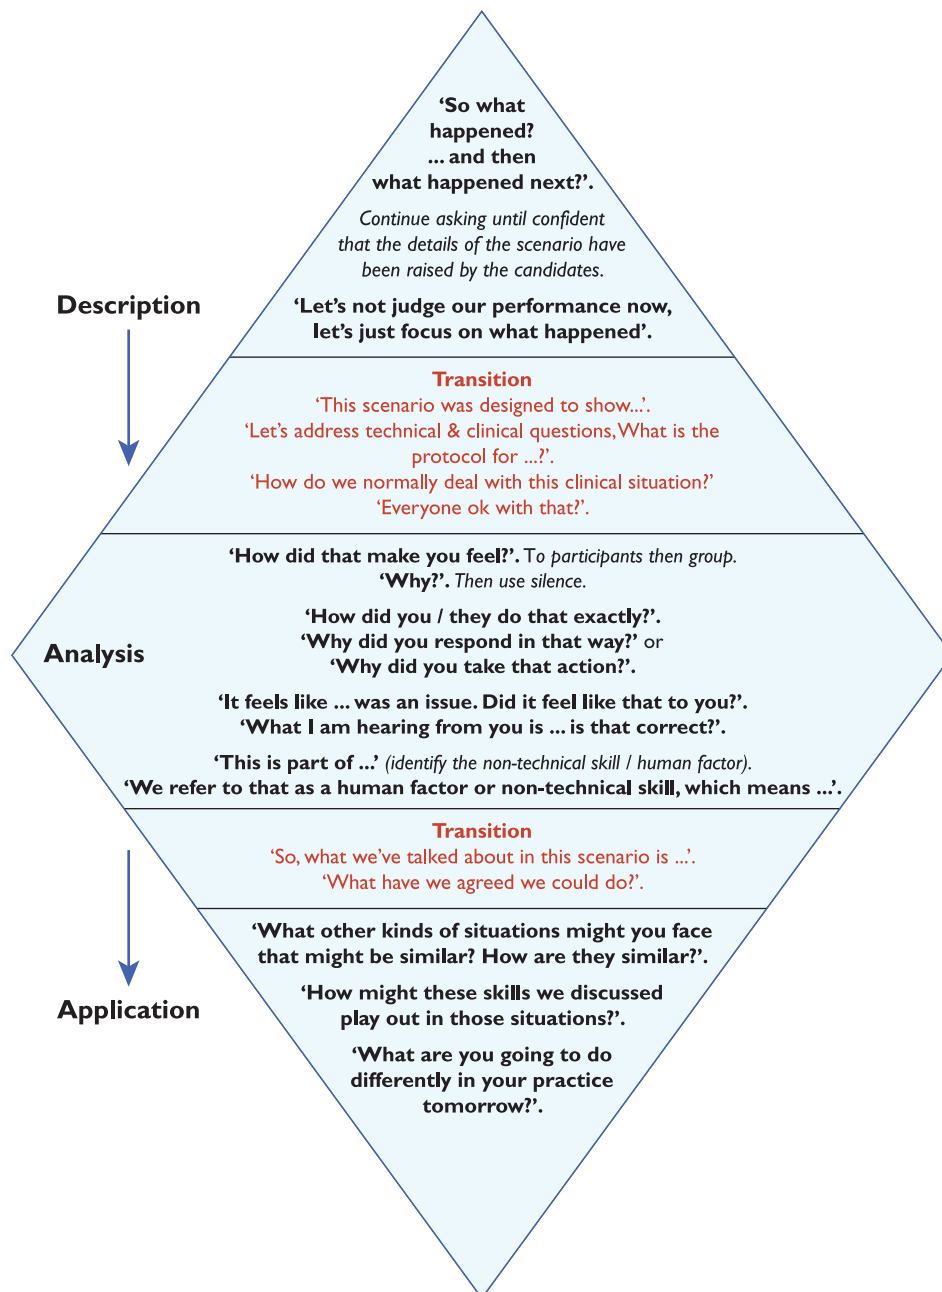 ‘So what
happened?
... and then
what happened next?’.
Continue asking until confident
that the details of the scenario have
been raised by the candidates.
Description
‘Let’s not judge our performance now,
let’s just focus on what happened’.
Transition
‘This scenario was designed to show...’.
‘Let’s address technical & clinical questions, What is the
protocol for ...?’.
‘How do we normally deal with this clinical situation?’
‘Everyone ok with that?’.
‘How did that make you feel?’. To participants then group.
‘Why?’. Then use silence.
‘How did you / they do that exactly?’.
‘Why did you respond in that way?’ or
‘Why did you take that action?’.
Analysis
‘It feels like ... was an issue. Did it feel like that to you?’.
‘What I am hearing from you is ... is that correct?’.
‘This is part of ...’ (identify the non-technical skill / human factor).
‘We refer to that as a human factor or non-technical skill, which means ...’.
Transition
‘So, what we’ve talked about in this scenario is ...’.
‘What have we agreed we could do?’.
‘What other kinds of situations might you face
that might be similar? How are they similar?’.
‘How might these skills we discussed
play out in those situations?’.
Application
‘What are you going to do
differently in your practice
tomorrow?’.